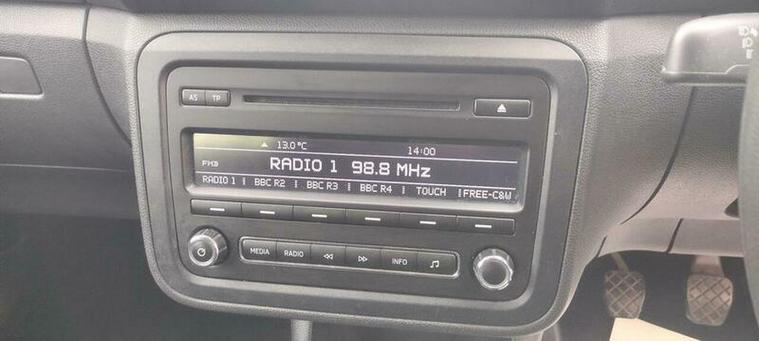 AS TP
13.0°C 14:00
FM3 RADIO 1 98.8 MHz
RADIO 1 BBC R2 BBC R3 BBC R4 TOUCH FREE-C&W
MEDIA RADIO INFO